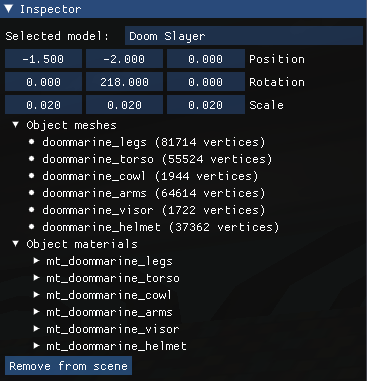 Inspector
Selected model: Doom Slayer
-1.500 -2.000 0.000 Position
0.000 218.000 0.000 Rotation
0.020 0.020 0.020 Scale
Object meshes
doommarine_legs (81714 vertices)
doommarine_torso (55524 vertices)
doommarine_cowl (1944 vertices)
doommarine_arms (64614 vertices)
doommarine_visor (1722 vertices)
doommarine_helmet (37362 vertices)
Object materials
mt_doommarine_legs
mt_doommarine_torso
mt_doommarine_cowl
mt_doommarine_arms
mt_doommarine_visor
mt_doommarine_helmet
Remove from scene